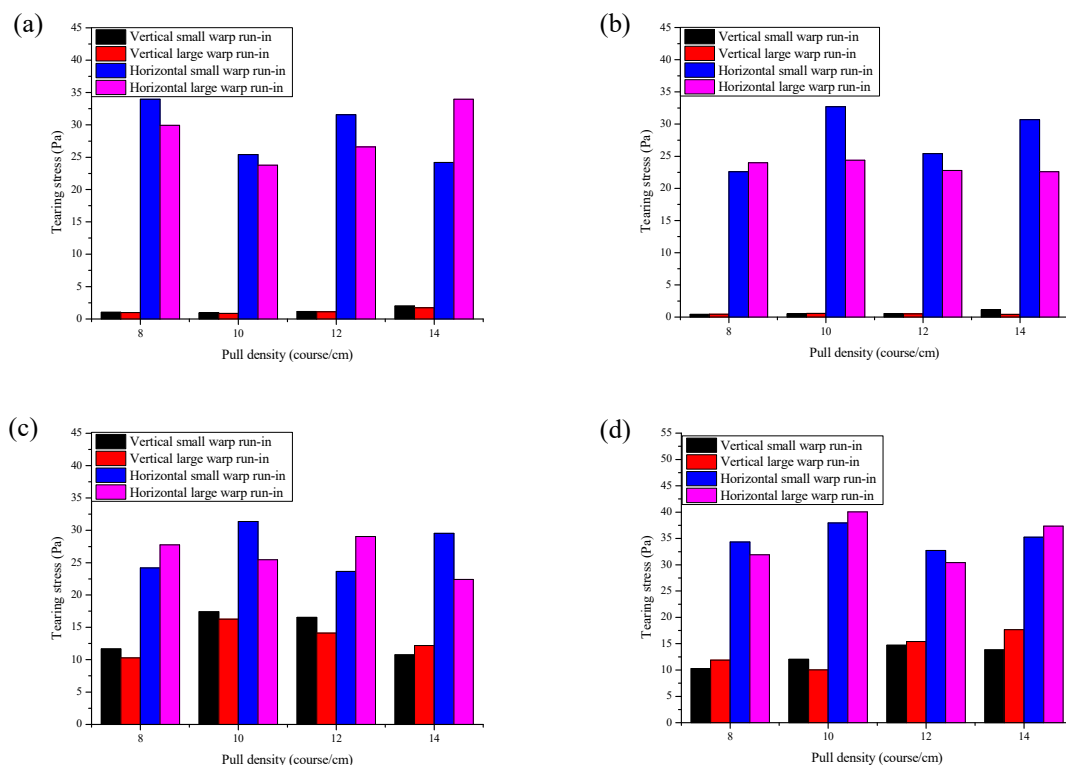 (a)
Vertical small warp run-in
Vertical large warp run-in
Horizontal small warp run-in
Horizontal large warp run-in
45
40
35
30
25
20
15
10
5
0
Tearing stress (Pa)
8 10 12 14
Pull density (course/cm)
(b)
Vertical small warp run-in
Vertical large warp run-in
Horizontal small warp run-in
Horizontal large warp run-in
45
40
35
30
25
20
15
10
5
0
Tearing stress (Pa)
8 10 12 14
Pull density (course/cm)
(c)
Vertical small warp run-in
Vertical large warp run-in
Horizontal small warp run-in
Horizontal large warp run-in
45
40
35
30
25
20
15
10
5
0
Tearing stress (Pa)
8 10 12 14
Pull density (course/cm)
(d)
Vertical small warp run-in
Vertical large warp run-in
Horizontal small warp run-in
Horizontal large warp run-in
55
50
45
40
35
30
25
20
15
10
5
0
Tearing stress (Pa)
8 10 12 14
Pull density (course/cm)